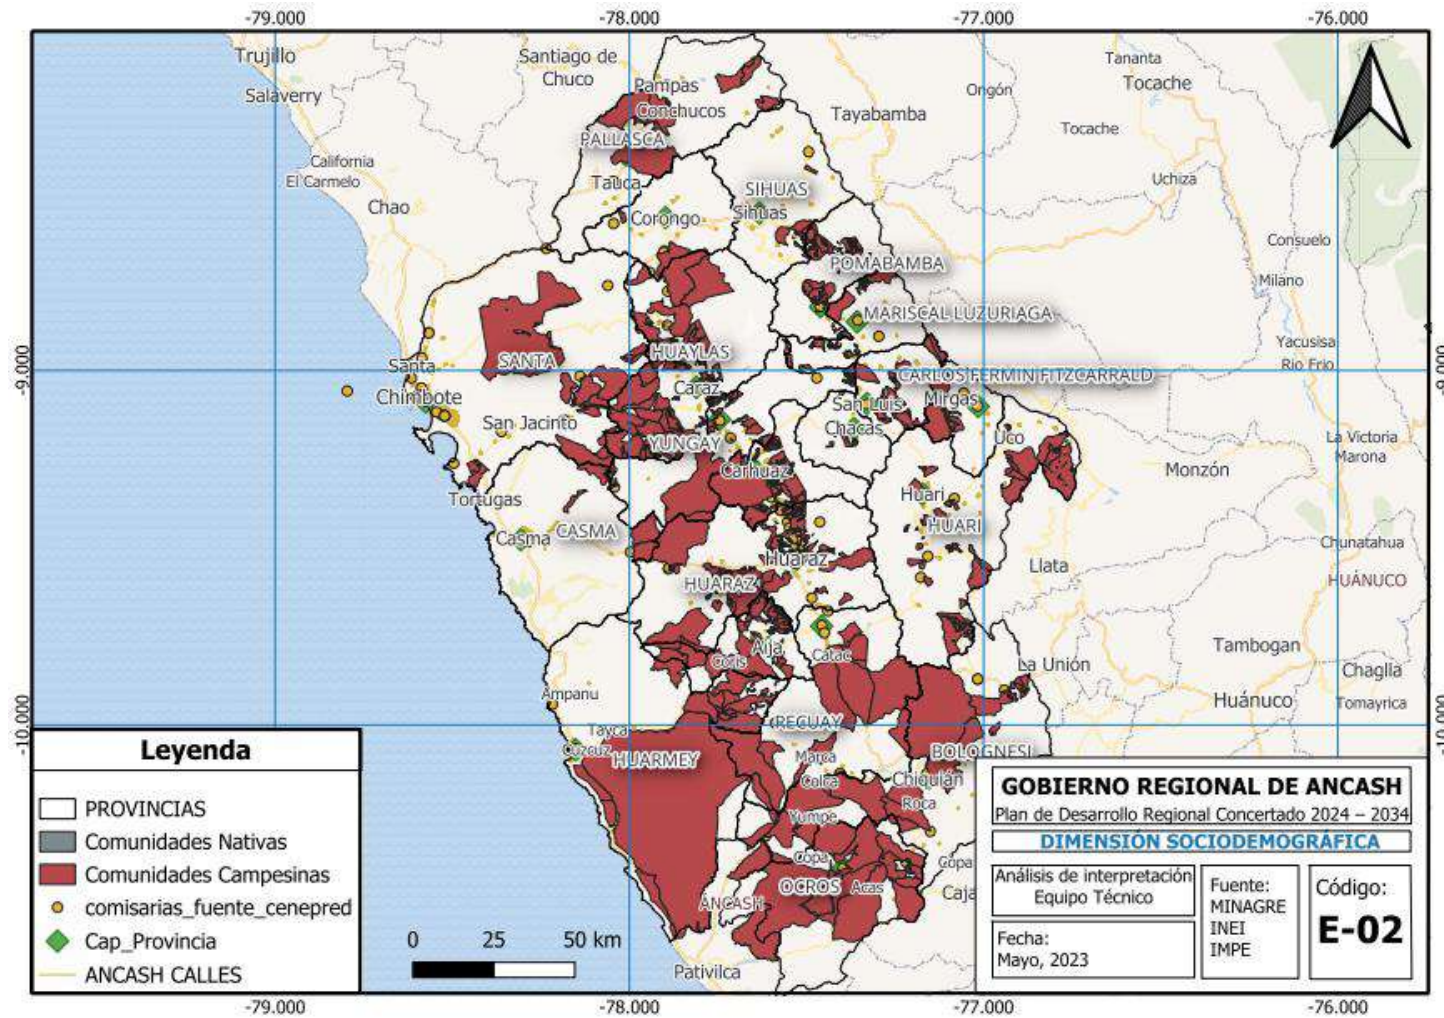 -79.000
-78.000
-77.000
-76.000
Trujillo
Santiago de
Chuco
Tananta
Tocache
Salaverry
Pampas
Ongón
Conchucos
Tayabamba
Tocache
PALLASCA
California
El Carmelo
Tauca
SIHUAS
Uchiza
Chao
Corongo
Sihuas
Consuelo
POMABAMBA
Milano
MARISCAL LUZURIAGA
Yacusisa
Rio Frio
-9.000
Santa
SANTA
HUAYLAS
-9.000
Chimbote
Caraz
CARLOS FERMIN FITZCARRALD
San Luis
Mirgas
San Jacinto
Chacas
Uco
La Victoria
Marona
YUNGAY
Monzón
Carhuaz
Tortugas
Huari
Casma
CASMA
HUARI
Chunatahua
Huaraz
Llata
HUÁNUCO
HUARAZ
Aija
Coris
Catac
La Unión
Tambogan
Chaglla
Ampanu
Huánuco
Tomayrica
-10.000
Tayca
RECUAY
-10.000
Cuzcuz
HUARMEY
Marca
BOLOGNESI
Colca
Chiquián
Roca
Yumpe
Copa
Copa
OCROS
Acas
Caja
ÁNCASH
Pativilca
Leyenda
PROVINCIAS
Comunidades Nativas
Comunidades Campesinas
comisarias_fuente_cenepred
Cap_Provincia
ANCASH CALLES
0 25 50 km
GOBIERNO REGIONAL DE ANCASH
Plan de Desarrollo Regional Concertado 2024 – 2034
DIMENSIÓN SOCIODEMOGRÁFICA
Análisis de interpretación
Equipo Técnico
Fecha:
Mayo, 2023
Fuente:
MINAGRE
INEI
IMPE
Código:
E-02
-79.000
-78.000
-77.000
-76.000